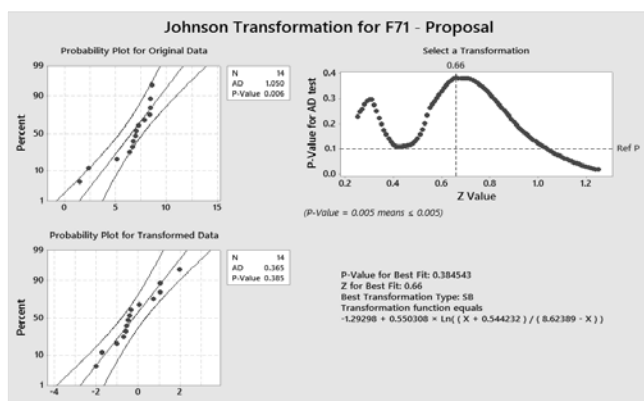 Johnson Transformation for F71 - Proposal
Probability Plot for Original Data
Percent
99
90
50
10
1
0
5
10
15
N 14
AD 1.050
P-Value 0.006
Select a Transformation
0.66
P-Value for AD test
0.4
0.3
0.2
0.1
0.0
Ref P
0.2
0.4
0.6
0.8
1.0
1.2
Z Value
(P-Value = 0.005 means ≤ 0.005)
Probability Plot for Transformed Data
Percent
99
90
50
10
1
-4
-2
0
2
N 14
AD 0.365
P-Value 0.385
P-Value for Best Fit: 0.384543
Z for Best Fit: 0.66
Best Transformation Type: SB
Transformation function equals
-1.29298 + 0.550308 × Ln( ( X + 0.544232 ) / ( 8.62389 - X ) )